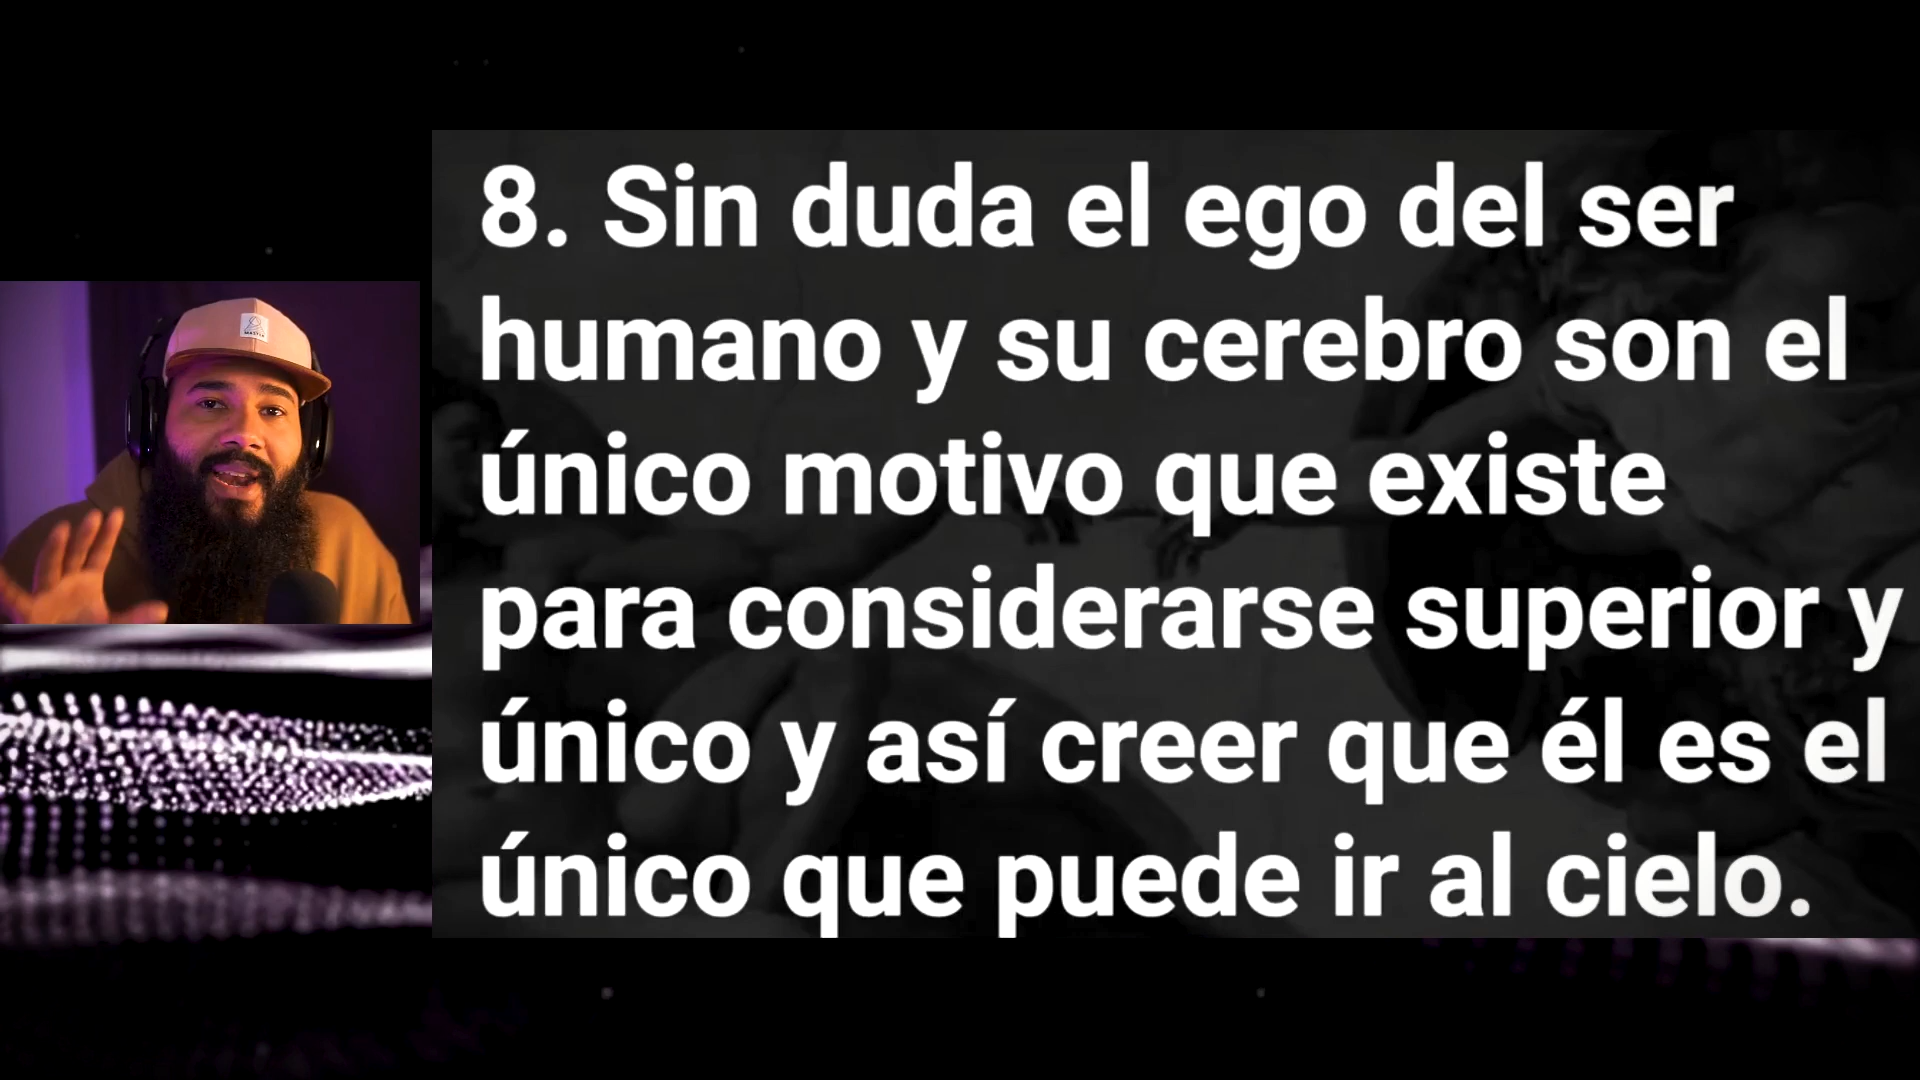 8. Sin duda el ego del ser
humano y su cerebro son el
único motivo que existe
para considerarse superior y
único y así creer que él es el
único que puede ir al cielo.